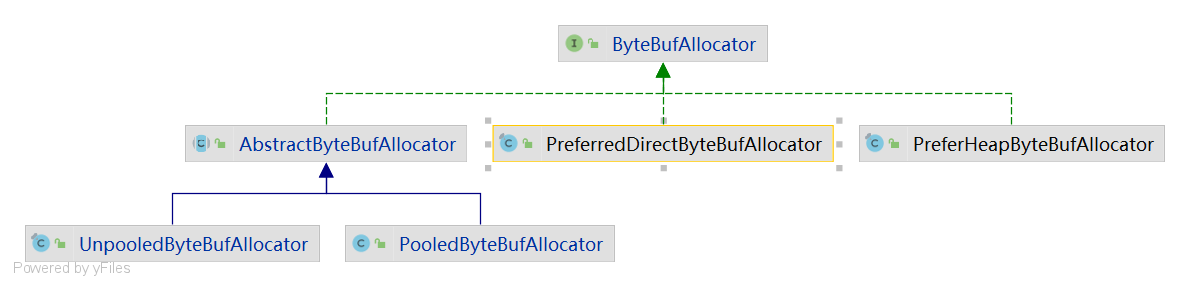 ByteBufAllocator
AbstractByteBufAllocator
PreferredDirectByteBufAllocator
PreferHeapByteBufAllocator
UnpooledByteBufAllocator
PooledByteBufAllocator
Powered by yFiles